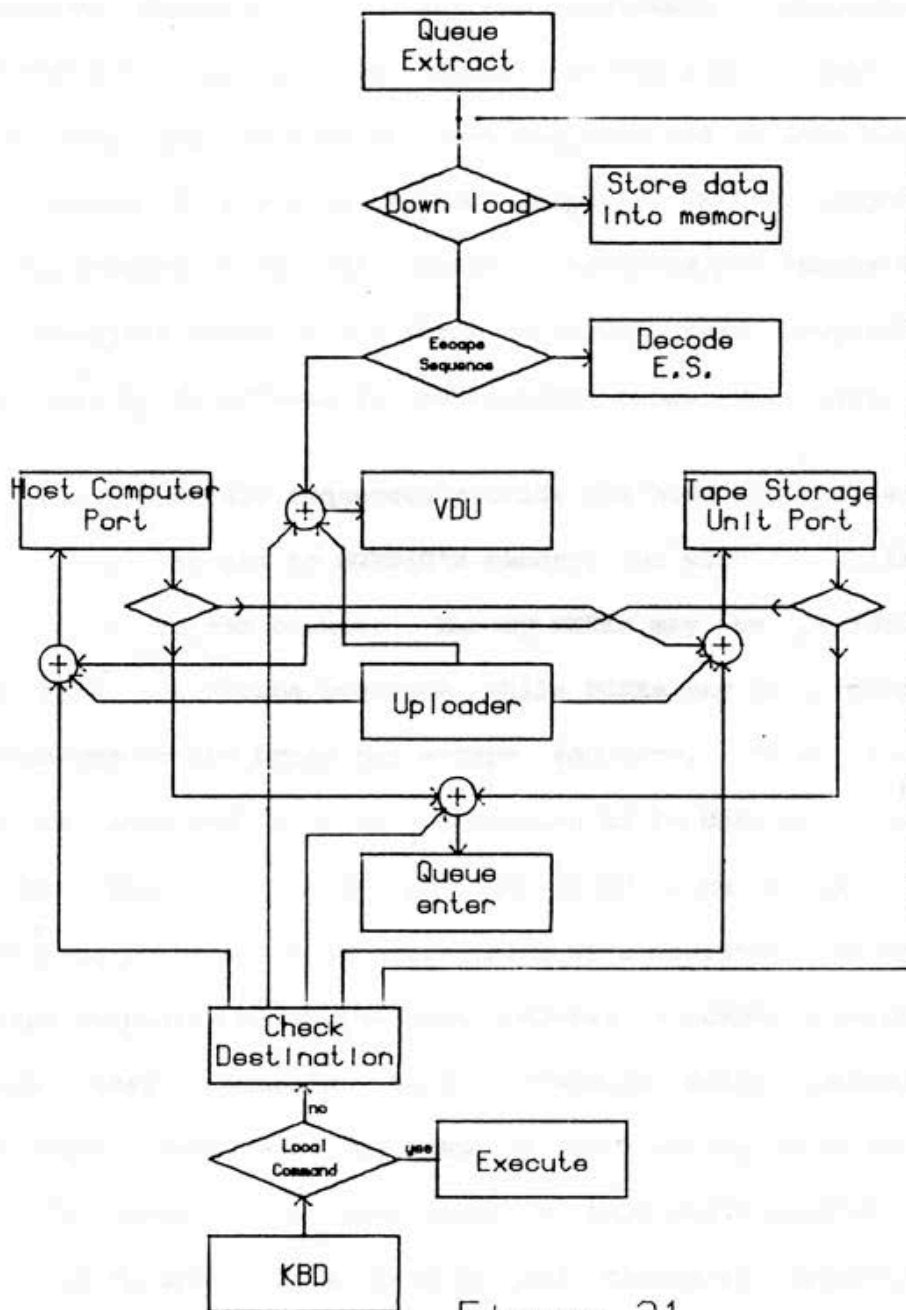 Queue
Extract
Down load
Store data
into memory
Escape
Sequence
Decode
E.S.
Host Computer
Port
+
VDU
Tape Storage
Unit Port
+
+
Uploader
+
Queue
enter
Check
Destination
no
Local
Command
yes
Execute
KBD